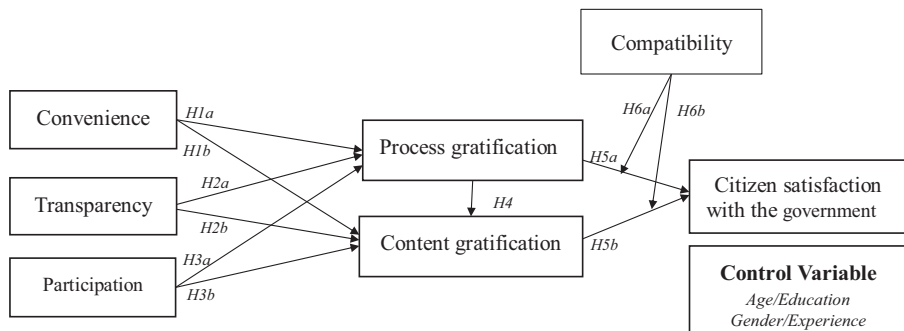 Compatibility
Convenience
H1a
H1b
H6a
H6b
Process gratification
H5a
H2a
Transparency
H2b
H4
Citizen satisfaction
with the government
Content gratification
H5b
H3a
Participation
H3b
Control Variable
Age/Education
Gender/Experience